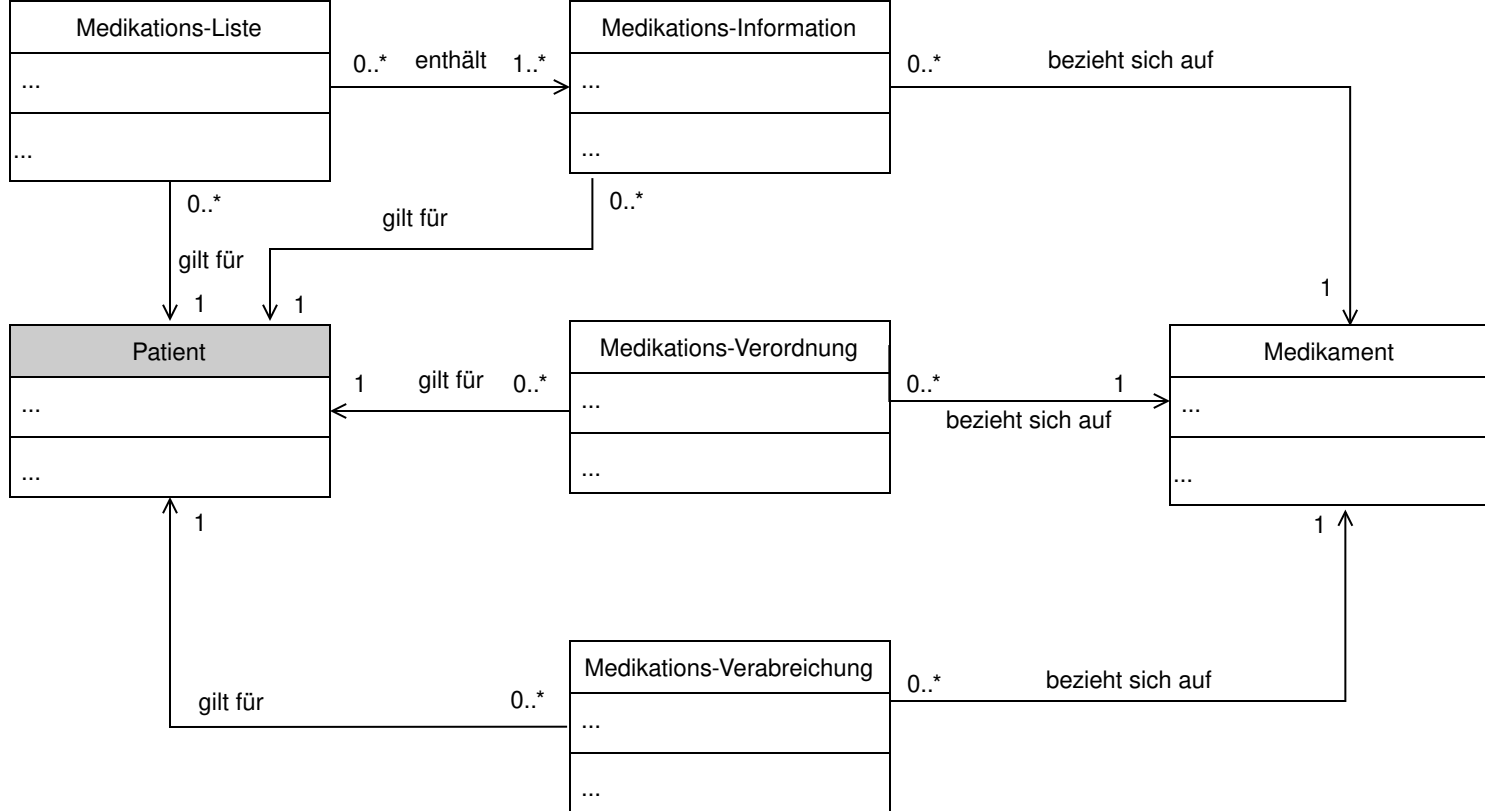 Medikations-Liste
...
...
0..* enthält 1..*
Medikations-Information
...
...
0..* bezieht sich auf
1
0..*
gilt für
1
0..*
gilt für
1
Patient
...
...
1 gilt für 0..*
Medikations-Verordnung
...
...
0..* 1
bezieht sich auf
Medikament
...
...
1
gilt für
0..*
Medikations-Verabreichung
...
...
0..* bezieht sich auf
1